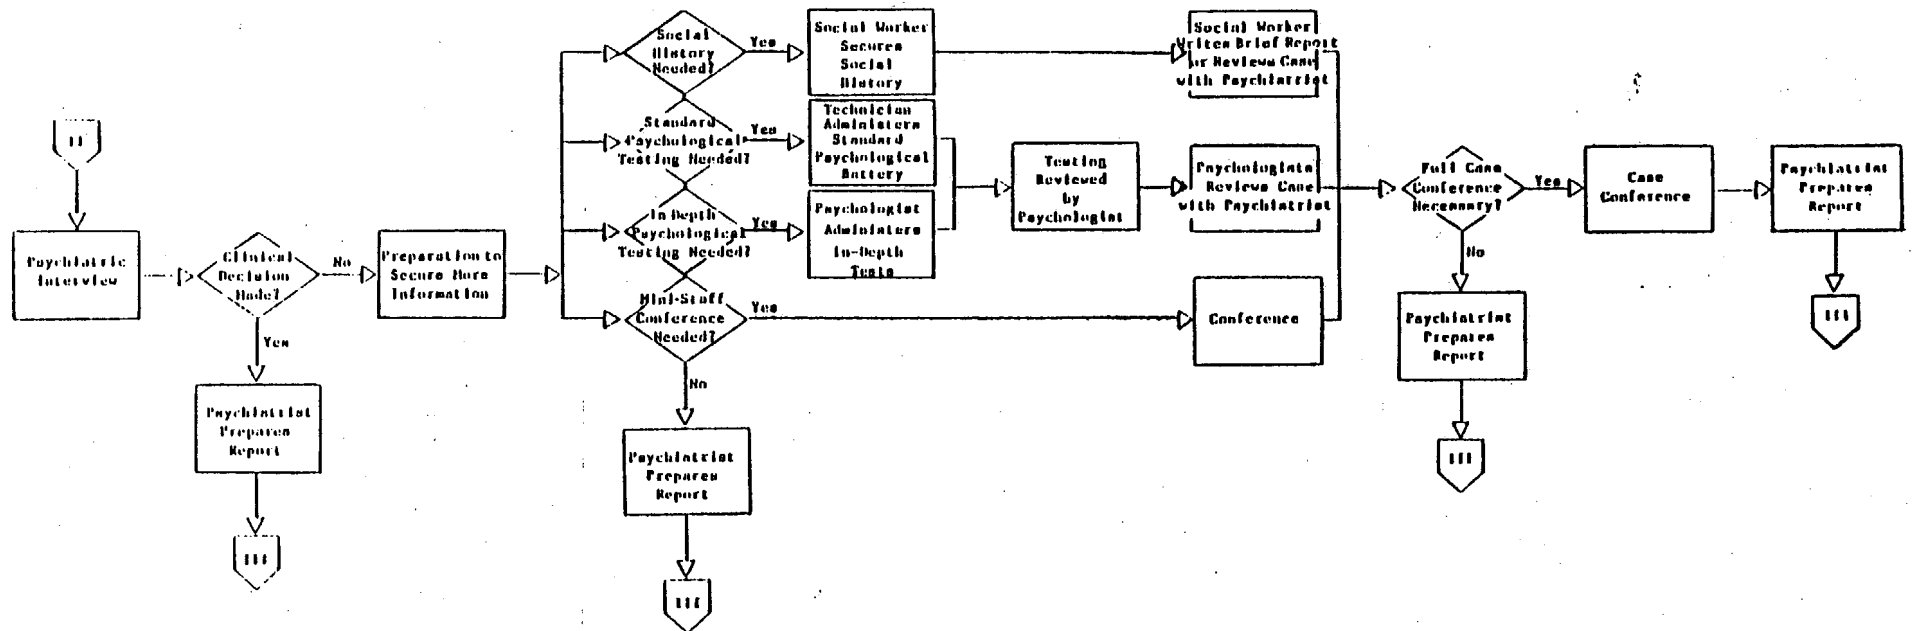 II
Psychiatric
Interview
Clinical
Decision
Made?
No
Yes
Psychiatrist
Prepares
Report
III
Preparation to
Secure More
Information
Social
History
Needed?
Yes
Social Worker
Secures
Social
History
Social Worker
Writes Brief Report
or Reviews Case
with Psychiatrist
Standard
Psychological
Testing Needed?
Yes
Technician
Administers
Standard
Psychological
Battery
In Depth
Psychological
Testing Needed?
Yes
Psychologist
Administers
In-Depth
Tests
Testing
Reviewed
by
Psychologist
Psychologists
Reviews Case
with Psychiatrist
Mini-Staff
Conference
Needed?
Yes
Conference
No
Psychiatrist
Prepares
Report
III
Full Case
Conference
Necessary?
Yes
Case
Conference
Psychiatrist
Prepares
Report
III
No
Psychiatrist
Prepares
Report
III